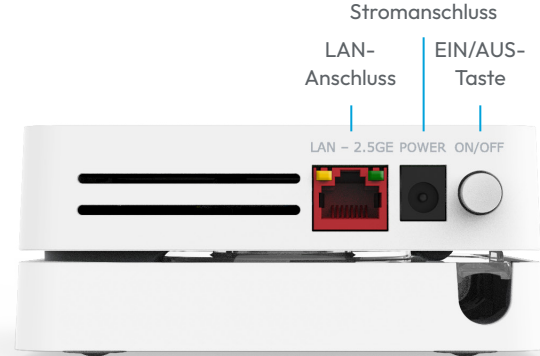 Stromanschluss
LAN-
Anschluss
EIN/AUS-
Taste
LAN – 2.5GE POWER ON/OFF